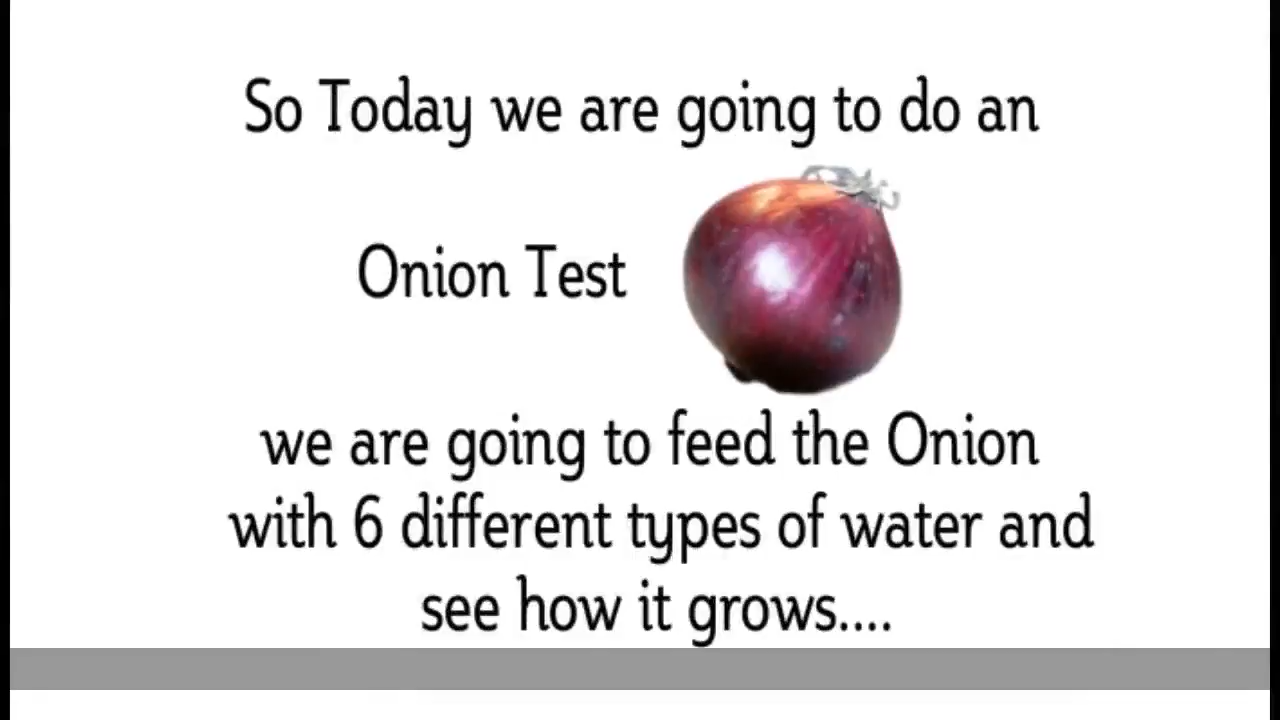 So Today we are going to do an
Onion Test
we are going to feed the Onion
with 6 different types of water and
see how it grows....